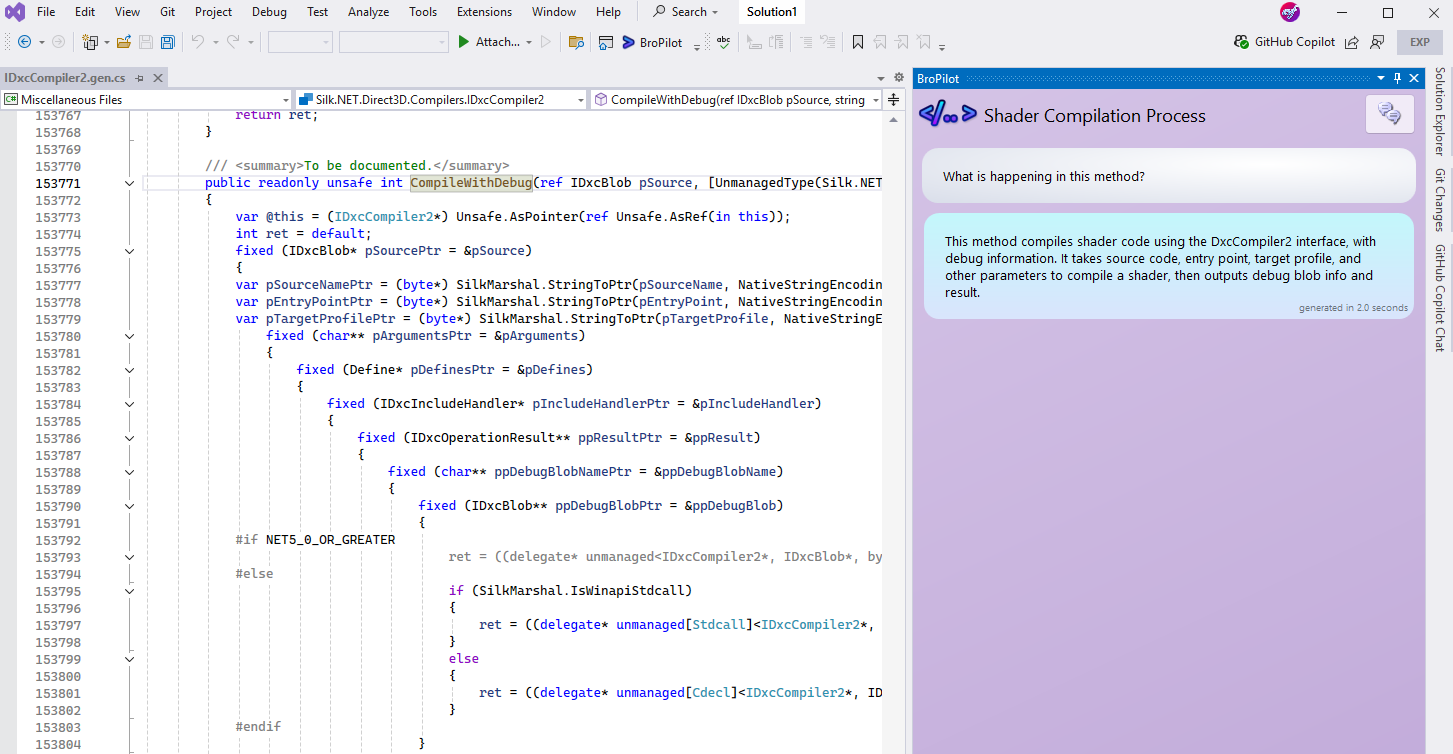 File Edit View Git Project Debug Test Analyze Tools Extensions Window Help Search Solution1
Attach... BroPilot abc GitHub Copilot EXP
IDxcCompiler2.gen.cs
C# Miscellaneous Files Silk.NET.Direct3D.Compilers.IDxcCompiler2 CompileWithDebug(ref IDxcBlob pSource, string
153767 return ret;
153768 }
153769
153770 /// <summary>To be documented.</summary>
153771 public readonly unsafe int CompileWithDebug(ref IDxcBlob pSource, [UnmanagedType(Silk.NET
153772 {
153773 var @this = (IDxcCompiler2*) Unsafe.AsPointer(ref Unsafe.AsRef(in this));
153774 int ret = default;
153775 fixed (IDxcBlob* pSourcePtr = &pSource)
153776 {
153777 var pSourceNamePtr = (byte*) SilkMarshal.StringToPtr(pSourceName, NativeStringEncodin
153778 var pEntryPointPtr = (byte*) SilkMarshal.StringToPtr(pEntryPoint, NativeStringEncodin
153779 var pTargetProfilePtr = (byte*) SilkMarshal.StringToPtr(pTargetProfile, NativeStringE
153780 fixed (char** pArgumentsPtr = &pArguments)
153781 {
153782 fixed (Define* pDefinesPtr = &pDefines)
153783 {
153784 fixed (IDxcIncludeHandler* pIncludeHandlerPtr = &pIncludeHandler)
153785 {
153786 fixed (IDxcOperationResult** ppResultPtr = &ppResult)
153787 {
153788 fixed (char** ppDebugBlobNamePtr = &ppDebugBlobName)
153789 {
153790 fixed (IDxcBlob** ppDebugBlobPtr = &ppDebugBlob)
153791 {
153792 #if NET5_0_OR_GREATER
153793 ret = ((delegate* unmanaged<IDxcCompiler2*, IDxcBlob*, by
153794 #else
153795 if (SilkMarshal.IsWinapiStdcall)
153796 {
153797 ret = ((delegate* unmanaged[Stdcall]<IDxcCompiler2*,
153798 }
153799 else
153800 {
153801 ret = ((delegate* unmanaged[Cdecl]<IDxcCompiler2*, ID
153802 }
153803 #endif
153804 }
BroPilot
</..> Shader Compilation Process
What is happening in this method?
This method compiles shader code using the DxcCompiler2 interface, with
debug information. It takes source code, entry point, target profile, and
other parameters to compile a shader, then outputs debug blob info and
result.
generated in 2.0 seconds
Solution Explorer
Git Changes
GitHub Copilot Chat